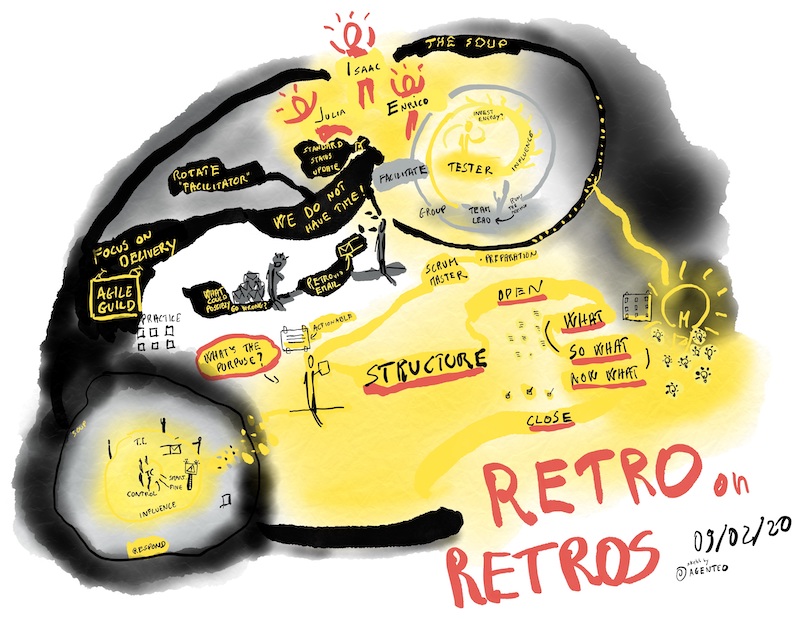 THE SOUP
ISAAC
JULIA
ENRICO
INVEST
ENERGY?
INFLUENCE
TESTER
STANDARD
STATUS
UPDATE
FACILITATE
ROTATE
"FACILITATOR"
WE DO NOT
HAVE TIME!
GROUP
TEAM
LEAD
FOCUS ON
DELIVERY
AGILE
GUILD
PRACTICE
WHAT
COULD
POSSIBLY
GO WRONG?
RETRO VIA
EMAIL
SCRUM
MASTER
PREPARATION
OPEN
ACTIONABLE
WHAT'S THE
PURPOSE?
STRUCTURE
WHAT
SO WHAT
NOW WHAT
M
CLOSE
SOUP
T.L
CONTROL
INFLUENCE
RESPOND
RETRO on
RETROS
09/02/20
@AGENTEO